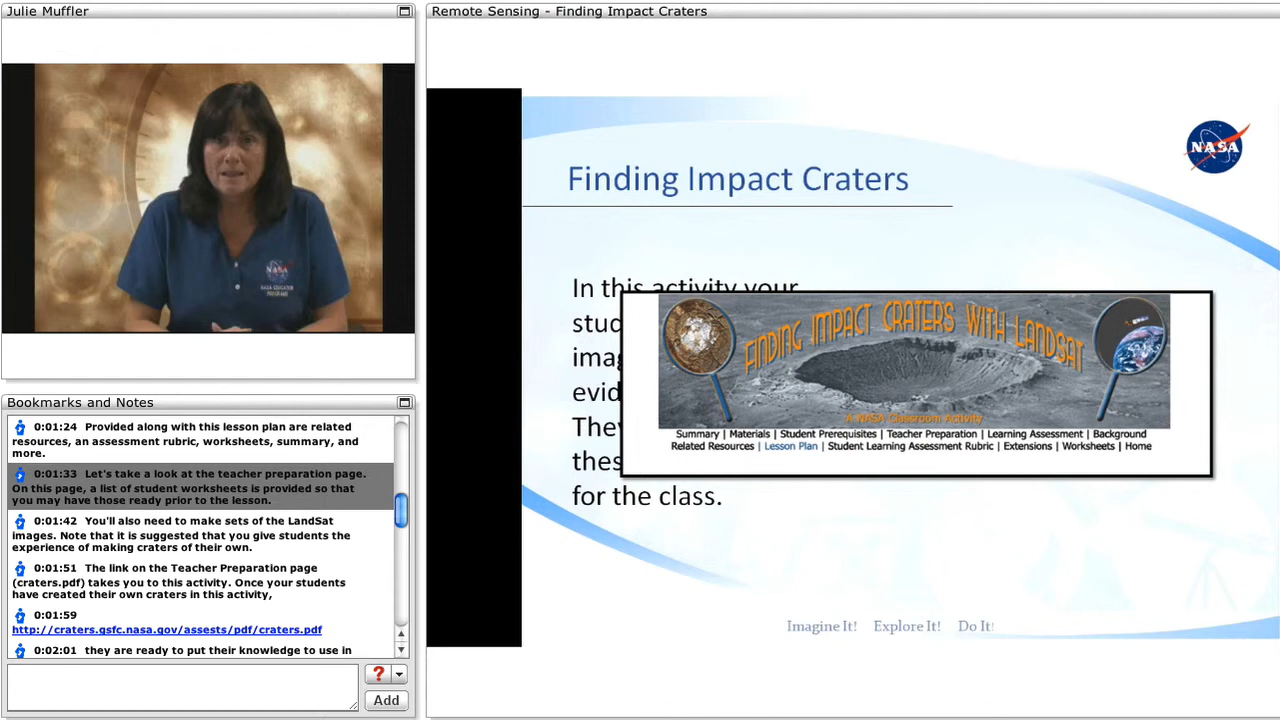 Julie Muffler
NASA
Bookmarks and Notes
0:01:24 Provided along with this lesson plan are related
resources, an assessment rubric, worksheets, summary, and
more.
0:01:33 Let's take a look at the teacher preparation page.
On this page, a list of student worksheets is provided so that
you may have those ready prior to the lesson.
0:01:42 You'll also need to make sets of the LandSat
images. Note that it is suggested that you give students the
experience of making craters of their own.
0:01:51 The link on the Teacher Preparation page
(craters.pdf) takes you to this activity. Once your students
have created their own craters in this activity,
0:01:59
http://craters.gsfc.nasa.gov/assests/pdf/craters.pdf
0:02:01 they are ready to put their knowledge to use in
?
Add
Remote Sensing - Finding Impact Craters
NASA
Finding Impact Craters
In this activity your
stud
imag
evid
They
thes
for the class.
FINDING IMPACT CRATERS WITH LANDSAT
A NASA Classroom Activity
Summary | Materials | Student Prerequisites | Teacher Preparation | Learning Assessment | Background
Related Resources | Lesson Plan | Student Learning Assessment Rubric | Extensions | Worksheets | Home
Imagine It! Explore It! Do It!